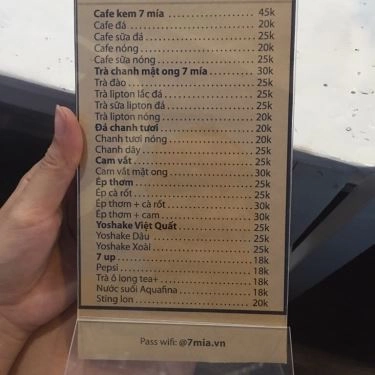 Cafe kem 7 mía 45k
Cafe đá 20k
Cafe sữa đá 25k
Cafe nóng 20k
Cafe sữa nóng 25k
Trà chanh mật ong 7 mía 30k
Trà đào 25k
Trà lipton lắc đá 25k
Trà sữa lipton đá 25k
Trà lipton nóng 20k
Đá chanh tươi 20k
Chanh tươi nóng 20k
Chanh dây 25k
Cam vắt 25k
Cam vắt mật ong 30k
Ép thơm 25k
Ép cà rốt 25k
Ép thơm + cà rốt 30k
Ép thơm + cam 30k
Yoshake Việt Quất 25k
Yoshake Dâu 25k
Yoshake Xoài 25k
7 up 18k
Pepsi 18k
Trà ô long tea+ 18k
Nước suối Aquafina 18k
Sting lon 20k
Pass wifi: @7mia.vn